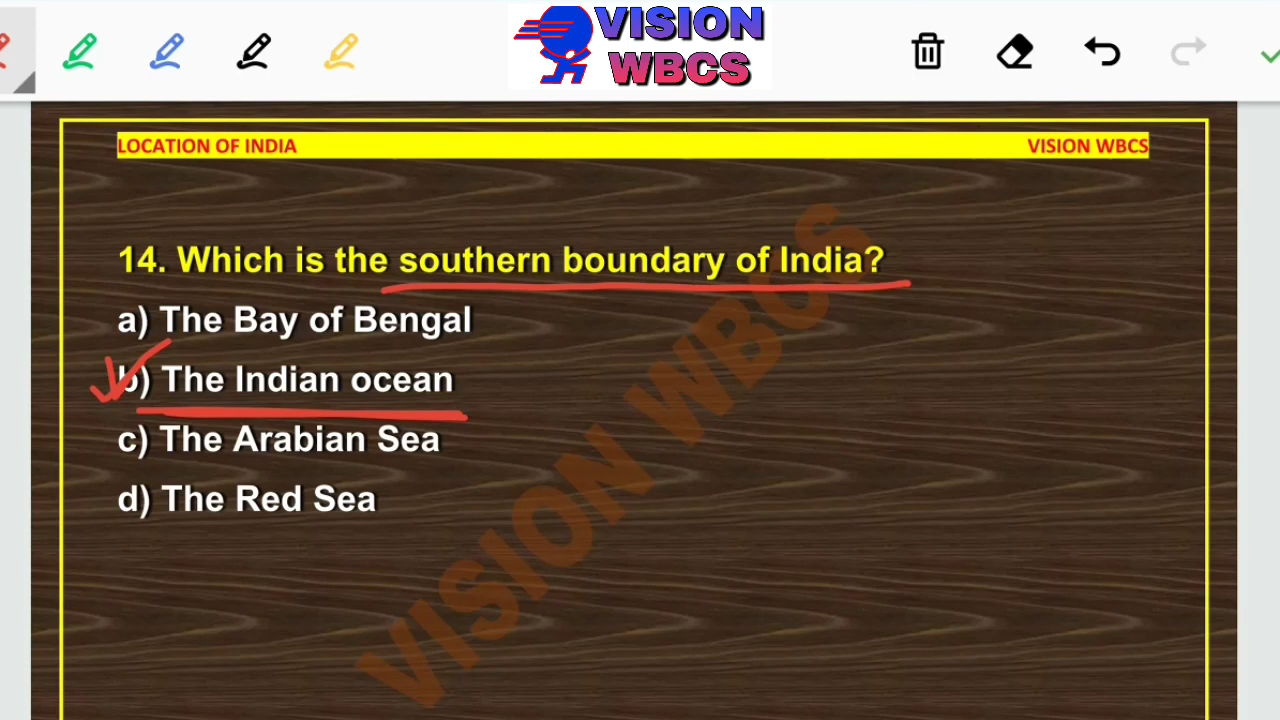 VISION
WBCS
LOCATION OF INDIA
VISION WBCS
14. Which is the southern boundary of India?
a) The Bay of Bengal
b) The Indian ocean
c) The Arabian Sea
d) The Red Sea
VISION WBCS